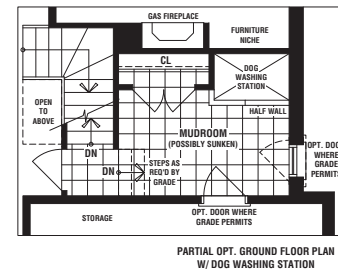 GAS FIREPLACE
FURNITURE
NICHE
CL
DOG
WASHING
STATION
OPEN
TO
ABOVE
HALF WALL
MUDROOM
(POSSIBLY SUNKEN)
DN
DN
STEPS AS
REQ'D BY
GRADE
OPT. DOOR
WHERE
GRADE
PERMITS
STORAGE
OPT. DOOR WHERE
GRADE PERMITS
PARTIAL OPT. GROUND FLOOR PLAN
W/ DOG WASHING STATION